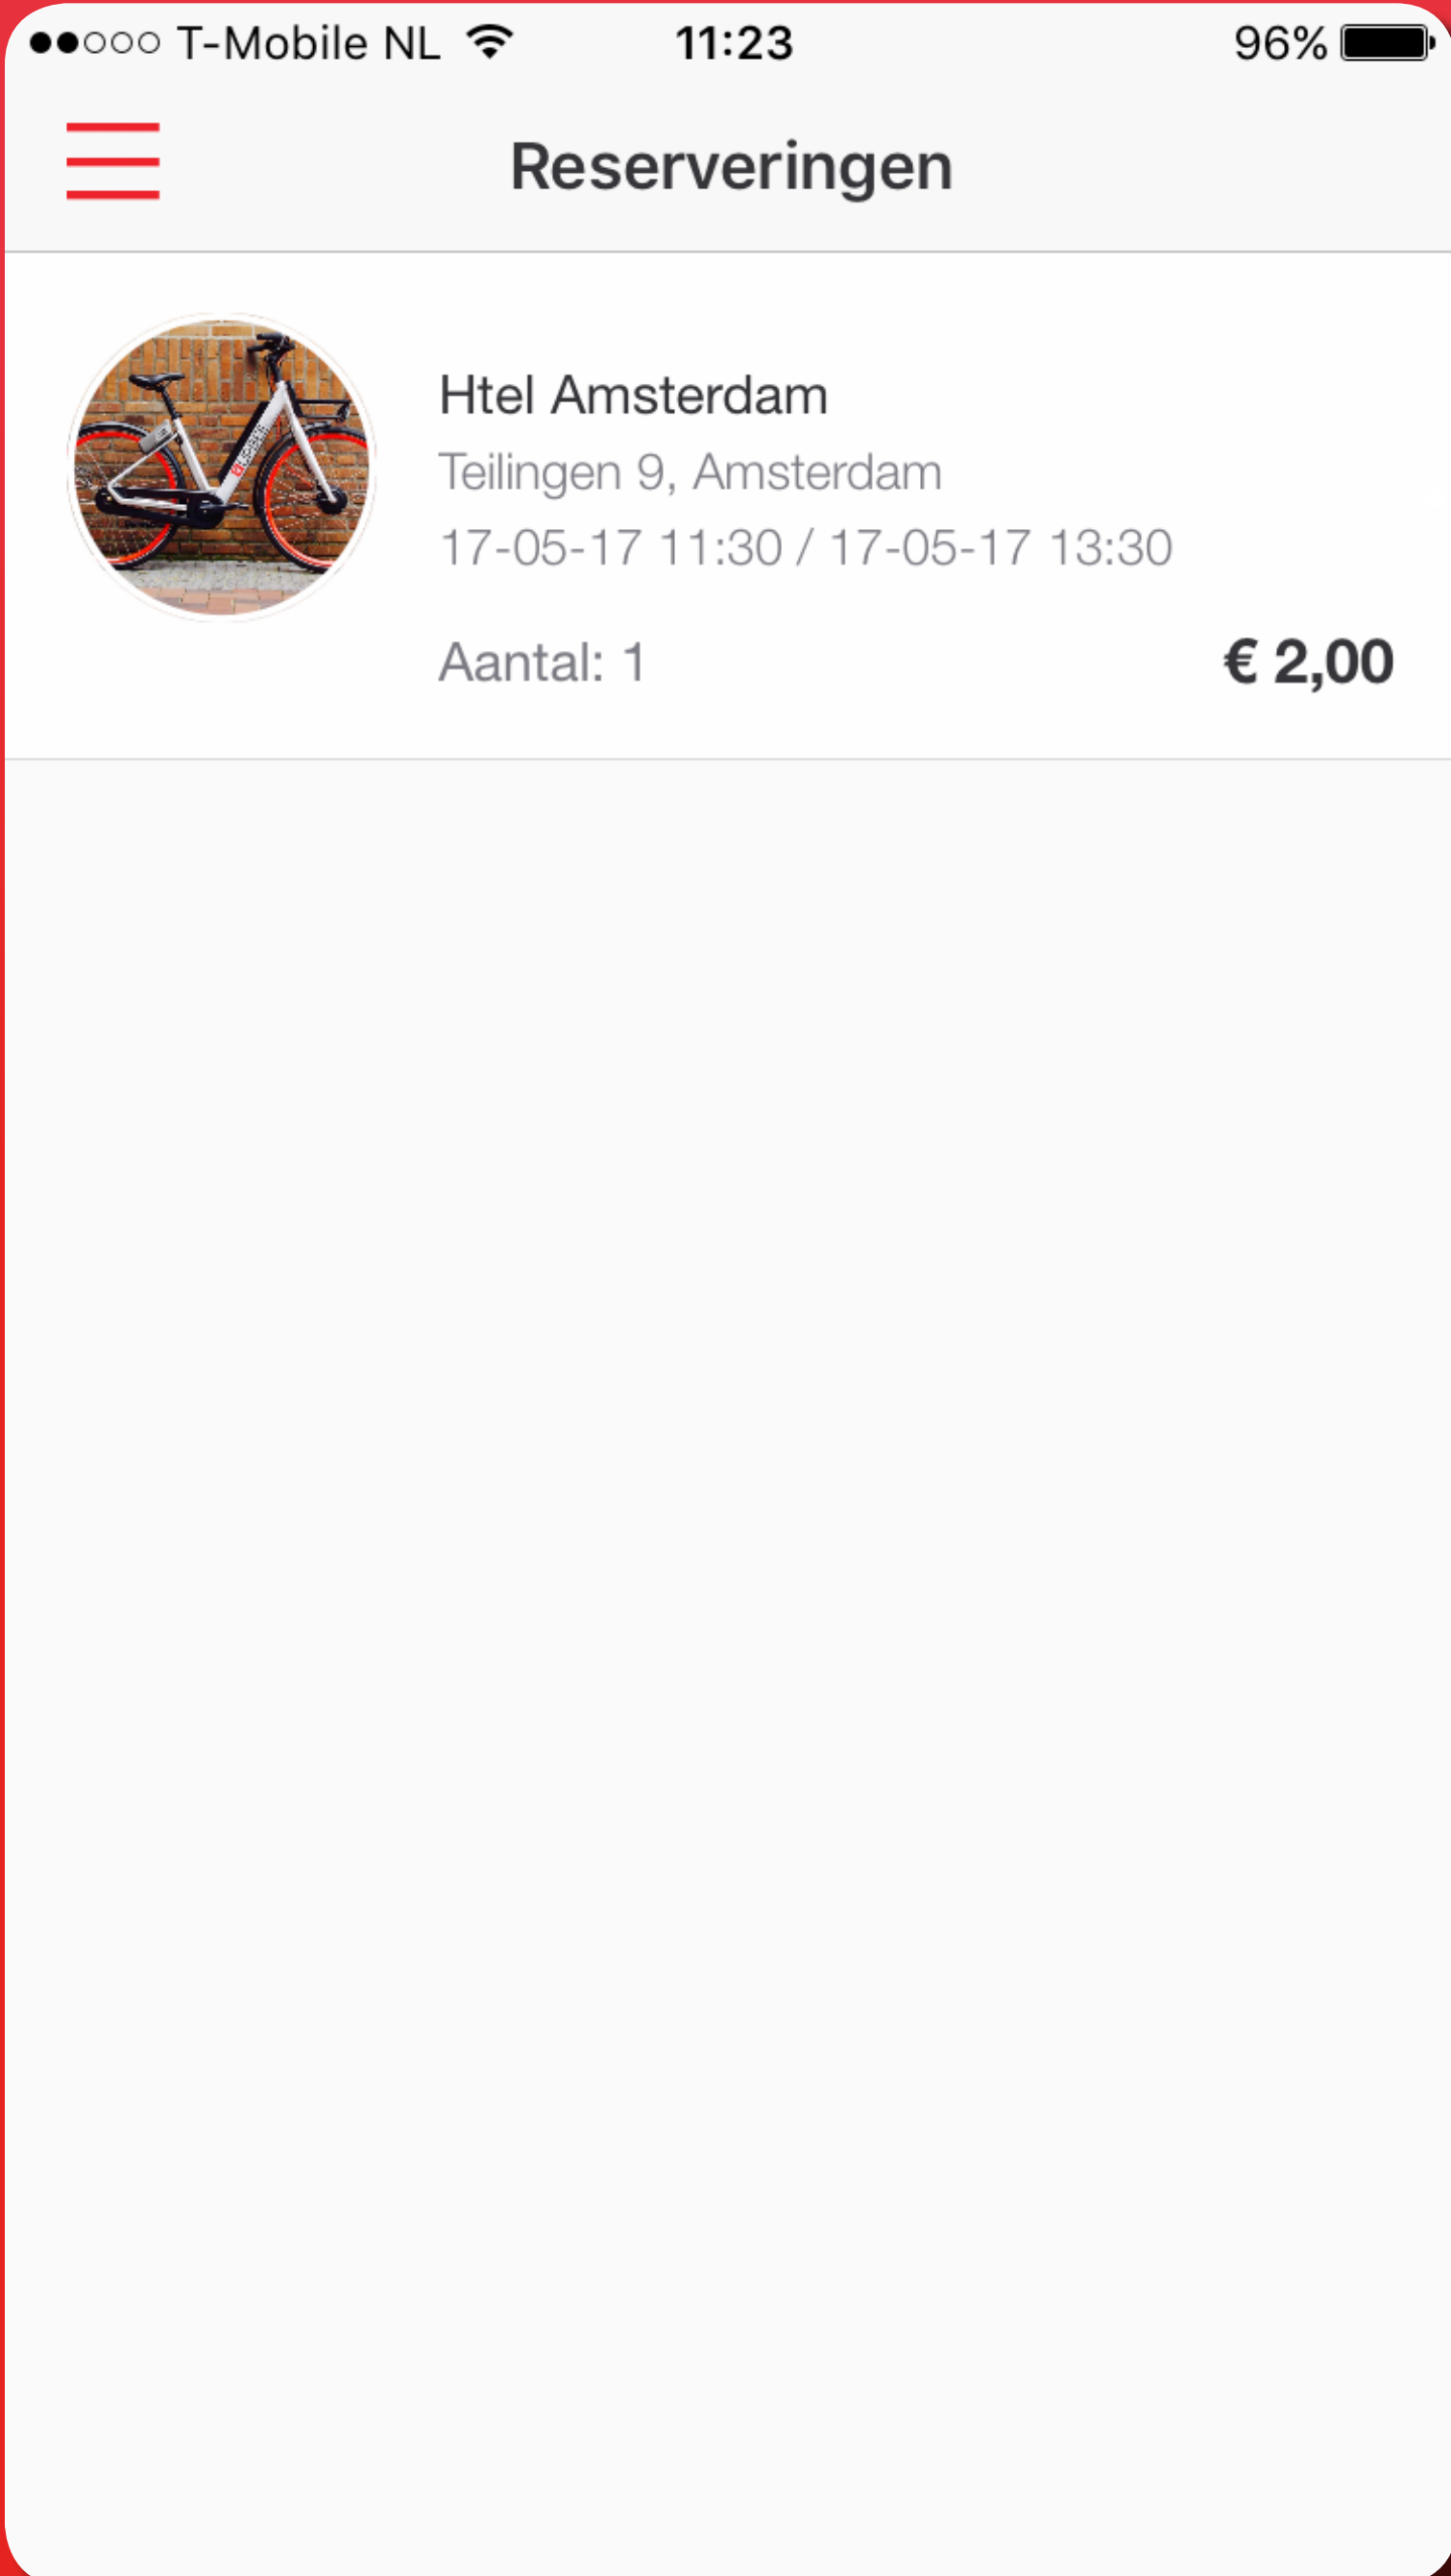 T-Mobile NL 11:23 96%
Reserveringen
Htel Amsterdam
Teilingen 9, Amsterdam
17-05-17 11:30 / 17-05-17 13:30
Aantal: 1 € 2,00